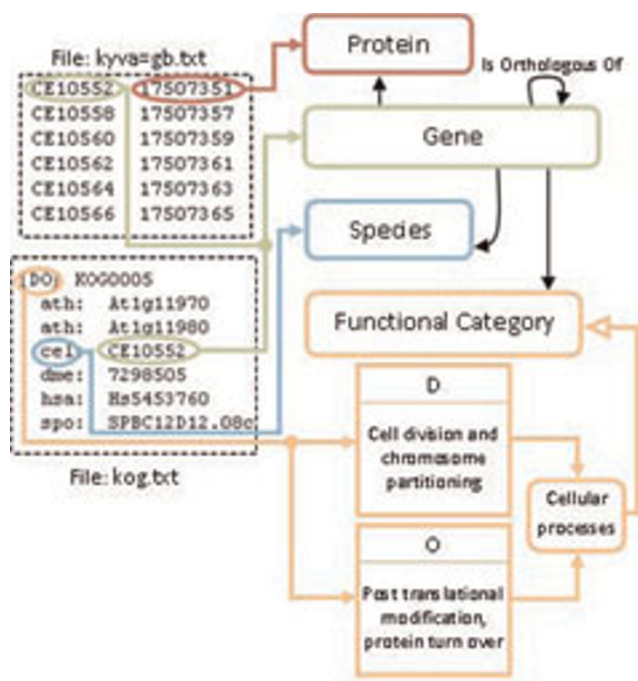 File: kyva=gb.txt
CE10552 17507351
CE10558 17507357
CE10560 17507359
CE10562 17507361
CE10564 17507363
CE10566 17507365
[DO] KOG0005
ath: At1g11970
ath: At1g11980
cel CE10552
dme: 7298505
hsa: Hs5453760
spo: SPBC12D12.08c
File: kog.txt
Protein
Is Orthologous Of
Gene
Species
Functional Category
D
Cell division and
chromosome
partitioning
O
Post translational
modification,
protein turn over
Cellular
processes